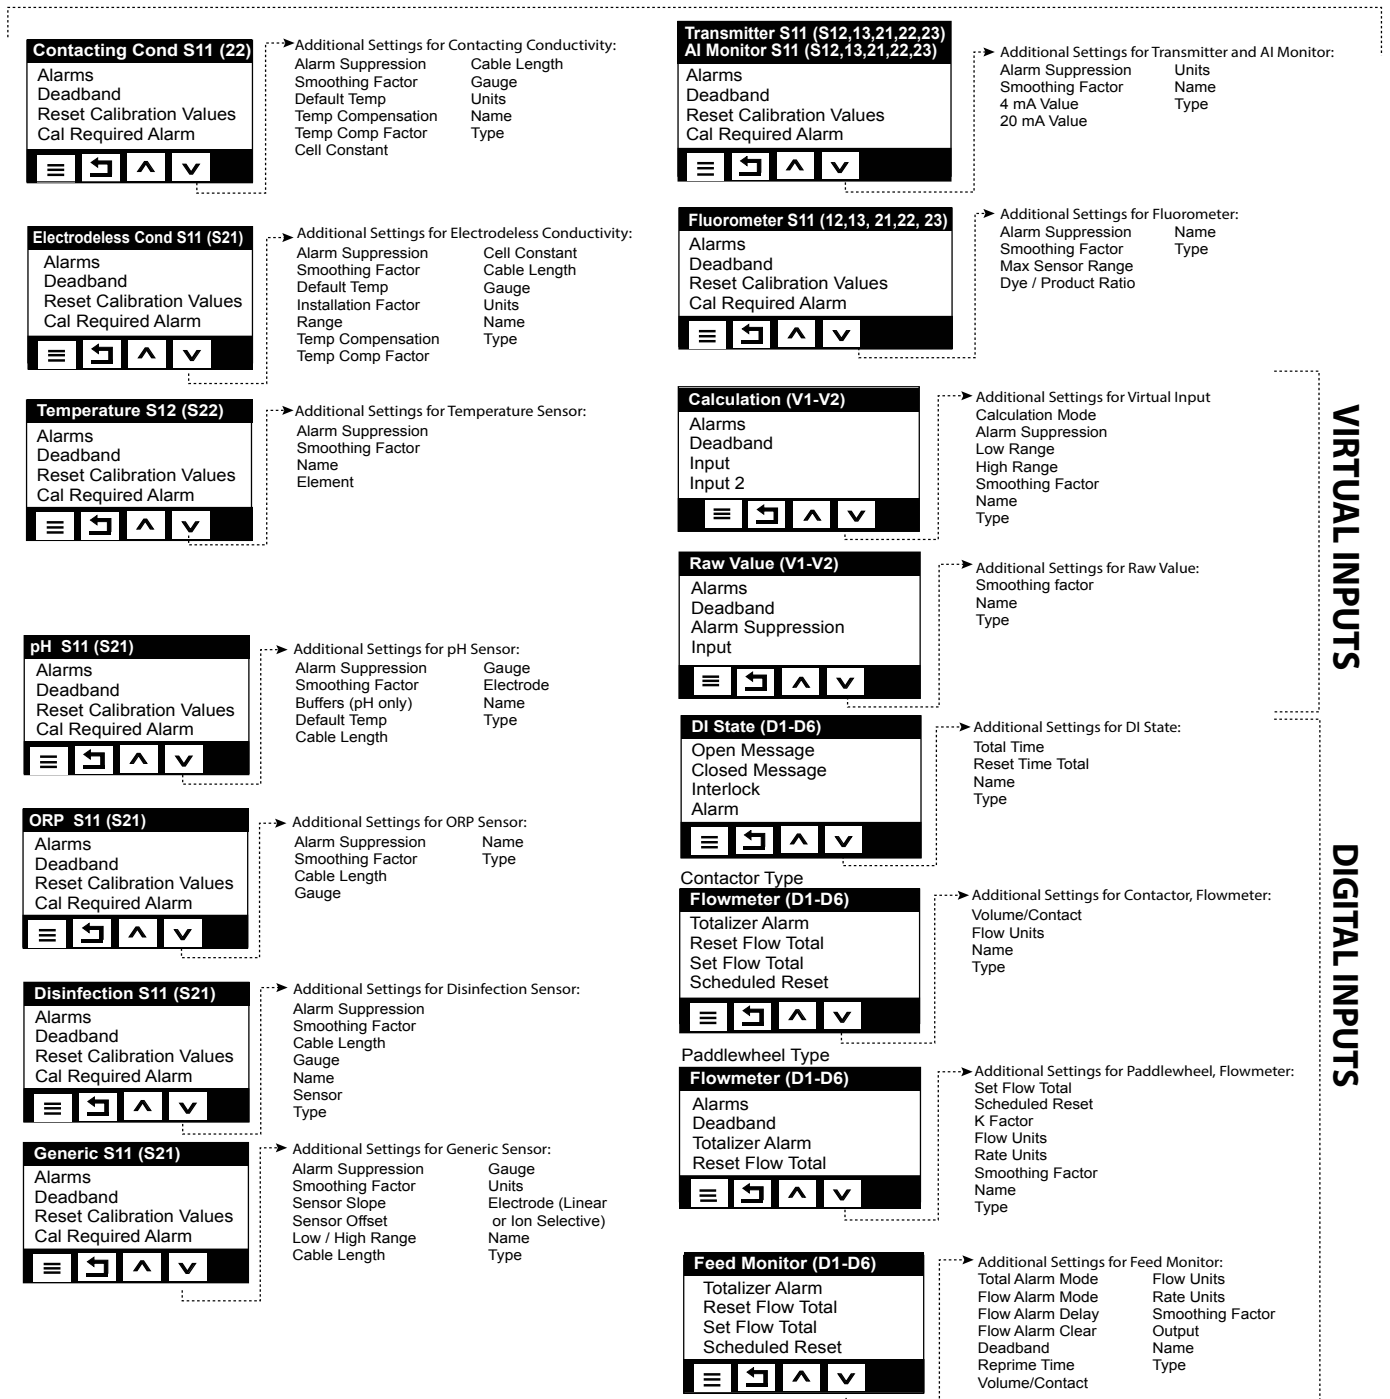 Contacting Cond S11 (22)
Alarms
Deadband
Reset Calibration Values
Cal Required Alarm
Additional Settings for Contacting Conductivity:
Alarm Suppression
Smoothing Factor
Default Temp
Temp Compensation
Temp Comp Factor
Cell Constant
Cable Length
Gauge
Units
Name
Type
Electrodeless Cond S11 (S21)
Alarms
Deadband
Reset Calibration Values
Cal Required Alarm
Additional Settings for Electrodeless Conductivity:
Alarm Suppression
Smoothing Factor
Default Temp
Installation Factor
Range
Temp Compensation
Temp Comp Factor
Cell Constant
Cable Length
Gauge
Units
Name
Type
Temperature S12 (S22)
Alarms
Deadband
Reset Calibration Values
Cal Required Alarm
Additional Settings for Temperature Sensor:
Alarm Suppression
Smoothing Factor
Name
Element
pH S11 (S21)
Alarms
Deadband
Reset Calibration Values
Cal Required Alarm
Additional Settings for pH Sensor:
Alarm Suppression
Smoothing Factor
Buffers (pH only)
Default Temp
Cable Length
Gauge
Electrode
Name
Type
ORP S11 (S21)
Alarms
Deadband
Reset Calibration Values
Cal Required Alarm
Additional Settings for ORP Sensor:
Alarm Suppression
Smoothing Factor
Cable Length
Gauge
Name
Type
Disinfection S11 (S21)
Alarms
Deadband
Reset Calibration Values
Cal Required Alarm
Additional Settings for Disinfection Sensor:
Alarm Suppression
Smoothing Factor
Cable Length
Gauge
Name
Sensor
Type
Generic S11 (S21)
Alarms
Deadband
Reset Calibration Values
Cal Required Alarm
Additional Settings for Generic Sensor:
Alarm Suppression
Smoothing Factor
Sensor Slope
Sensor Offset
Low / High Range
Cable Length
Gauge
Units
Electrode (Linear
or Ion Selective)
Name
Type
Transmitter S11 (S12,13,21,22,23)
AI Monitor S11 (S12,13,21,22,23)
Alarms
Deadband
Reset Calibration Values
Cal Required Alarm
Additional Settings for Transmitter and AI Monitor:
Alarm Suppression
Smoothing Factor
4 mA Value
20 mA Value
Units
Name
Type
Fluorometer S11 (12,13, 21,22, 23)
Alarms
Deadband
Reset Calibration Values
Cal Required Alarm
Additional Settings for Fluorometer:
Alarm Suppression
Smoothing Factor
Max Sensor Range
Dye / Product Ratio
Name
Type
VIRTUAL INPUTS
Calculation (V1-V2)
Alarms
Deadband
Input
Input 2
Additional Settings for Virtual Input
Calculation Mode
Alarm Suppression
Low Range
High Range
Smoothing Factor
Name
Type
Raw Value (V1-V2)
Alarms
Deadband
Alarm Suppression
Input
Additional Settings for Raw Value:
Smoothing factor
Name
Type
DIGITAL INPUTS
DI State (D1-D6)
Open Message
Closed Message
Interlock
Alarm
Additional Settings for DI State:
Total Time
Reset Time Total
Name
Type
Contactor Type
Flowmeter (D1-D6)
Totalizer Alarm
Reset Flow Total
Set Flow Total
Scheduled Reset
Additional Settings for Contactor, Flowmeter:
Volume/Contact
Flow Units
Name
Type
Paddlewheel Type
Flowmeter (D1-D6)
Alarms
Deadband
Totalizer Alarm
Reset Flow Total
Additional Settings for Paddlewheel, Flowmeter:
Set Flow Total
Scheduled Reset
K Factor
Flow Units
Rate Units
Smoothing Factor
Name
Type
Feed Monitor (D1-D6)
Totalizer Alarm
Reset Flow Total
Set Flow Total
Scheduled Reset
Additional Settings for Feed Monitor:
Total Alarm Mode
Flow Alarm Mode
Flow Alarm Delay
Flow Alarm Clear
Deadband
Reprime Time
Volume/Contact
Flow Units
Rate Units
Smoothing Factor
Output
Name
Type